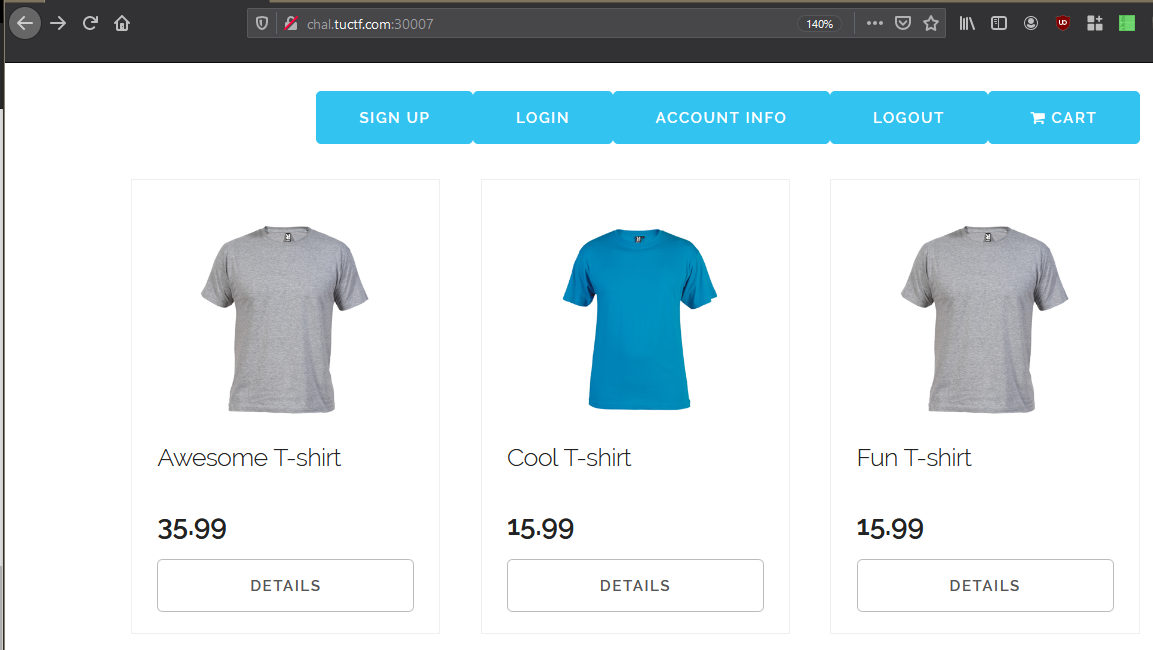 chal.tuctf.com:30007
140%
SIGN UP
LOGIN
ACCOUNT INFO
LOGOUT
CART
Awesome T-shirt
Cool T-shirt
Fun T-shirt
35.99
15.99
15.99
DETAILS
DETAILS
DETAILS